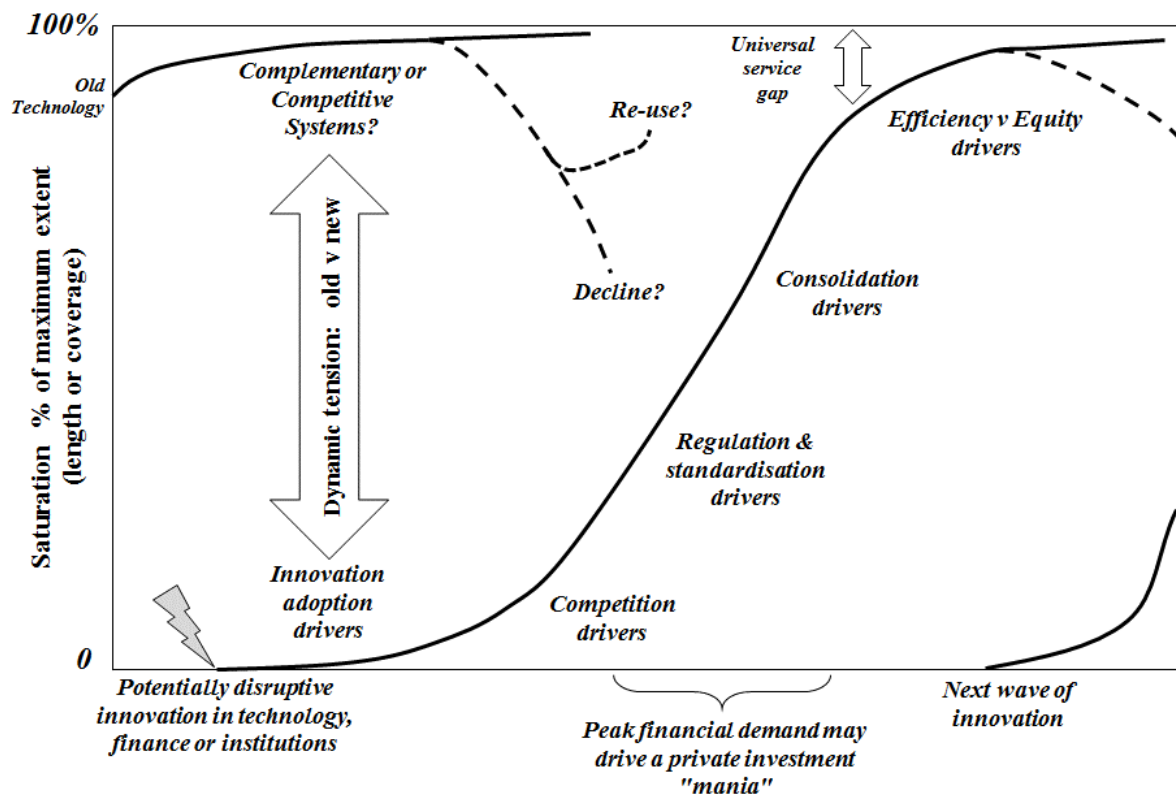 100%
Old
Technology
Complementary or
Competitive
Systems?
Universal
service
gap
Re-use?
Efficiency v Equity
drivers
Saturation % of maximum extent
(length or coverage)
Dynamic tension: old v new
Decline?
Consolidation
drivers
Regulation &
standardisation
drivers
Innovation
adoption
drivers
Competition
drivers
0
Potentially disruptive
innovation in technology,
finance or institutions
Peak financial demand may
drive a private investment
"mania"
Next wave of
innovation